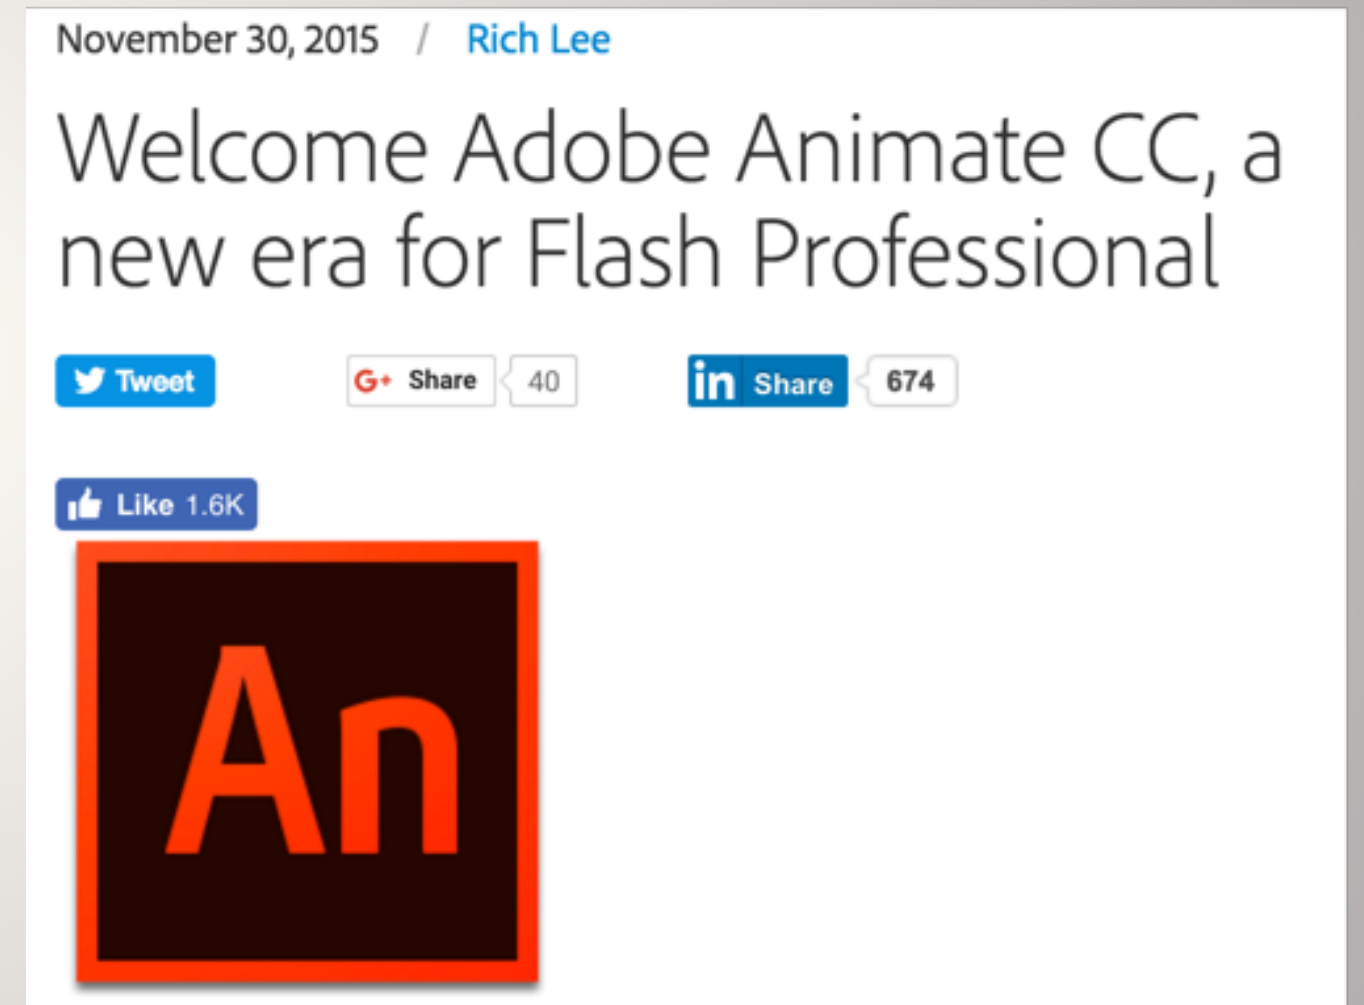 November 30, 2015 / Rich Lee
Welcome Adobe Animate CC, a
new era for Flash Professional
Tweet G+ Share 40 in Share 674
Like 1.6K
An